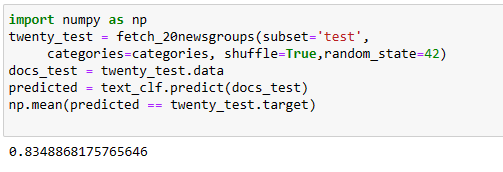 import numpy as np
twenty_test = fetch_20newsgroups(subset='test',
     categories=categories, shuffle=True,random_state=42)
docs_test = twenty_test.data
predicted = text_clf.predict(docs_test)
np.mean(predicted == twenty_test.target)
0.8348868175765646